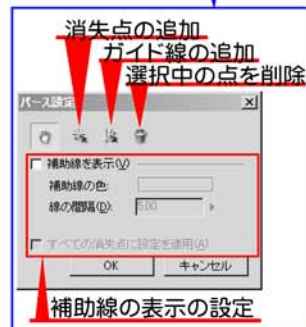 消失点の追加
ガイド線の追加
選択中の点を削除
パース設定
補助線を表示(V)
補助線の色:
線の間隔(D): 5.00
すべての消失点に設定を適用(A)
OK キャンセル
補助線の表示の設定